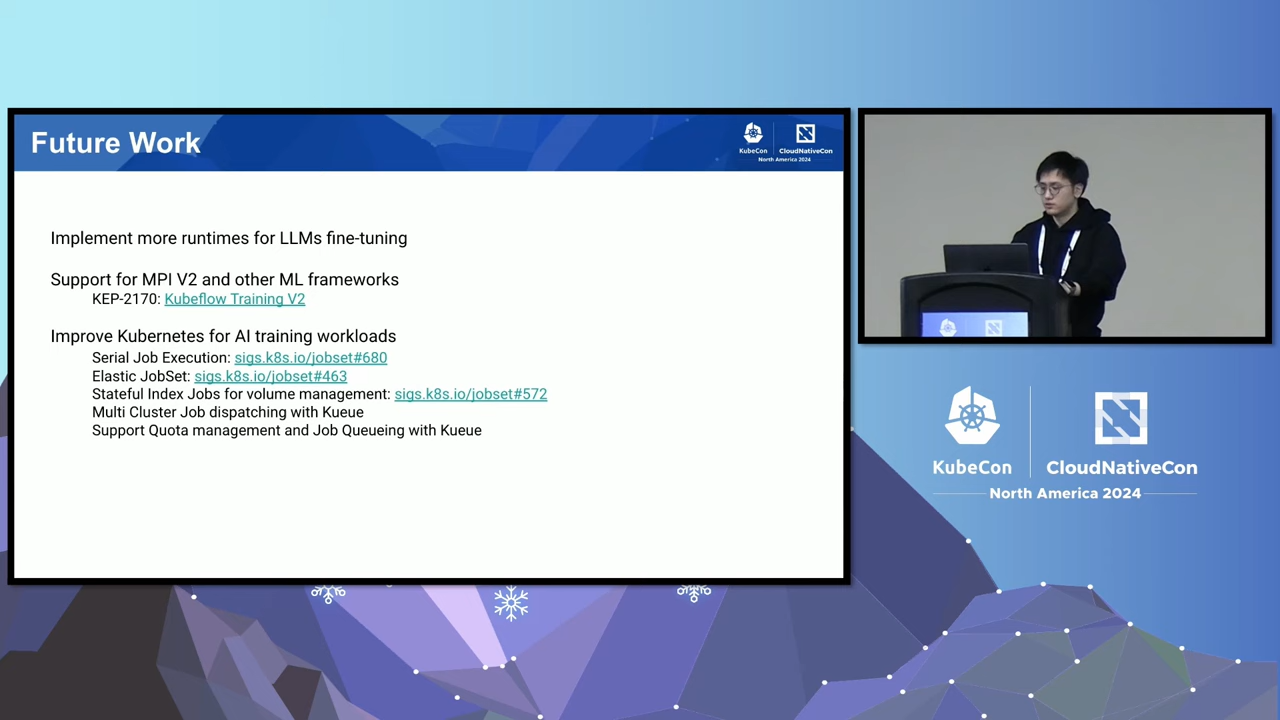 Future Work
KubeCon
CloudNativeCon
North America 2024
Implement more runtimes for LLMs fine-tuning
Support for MPI V2 and other ML frameworks
KEP-2170: Kubeflow Training V2
Improve Kubernetes for AI training workloads
Serial Job Execution: sigs.k8s.io/jobset#680
Elastic JobSet: sigs.k8s.io/jobset#463
Stateful Index Jobs for volume management: sigs.k8s.io/jobset#572
Multi Cluster Job dispatching with Kueue
Support Quota management and Job Queueing with Kueue
KubeCon
CloudNativeCon
North America 2024